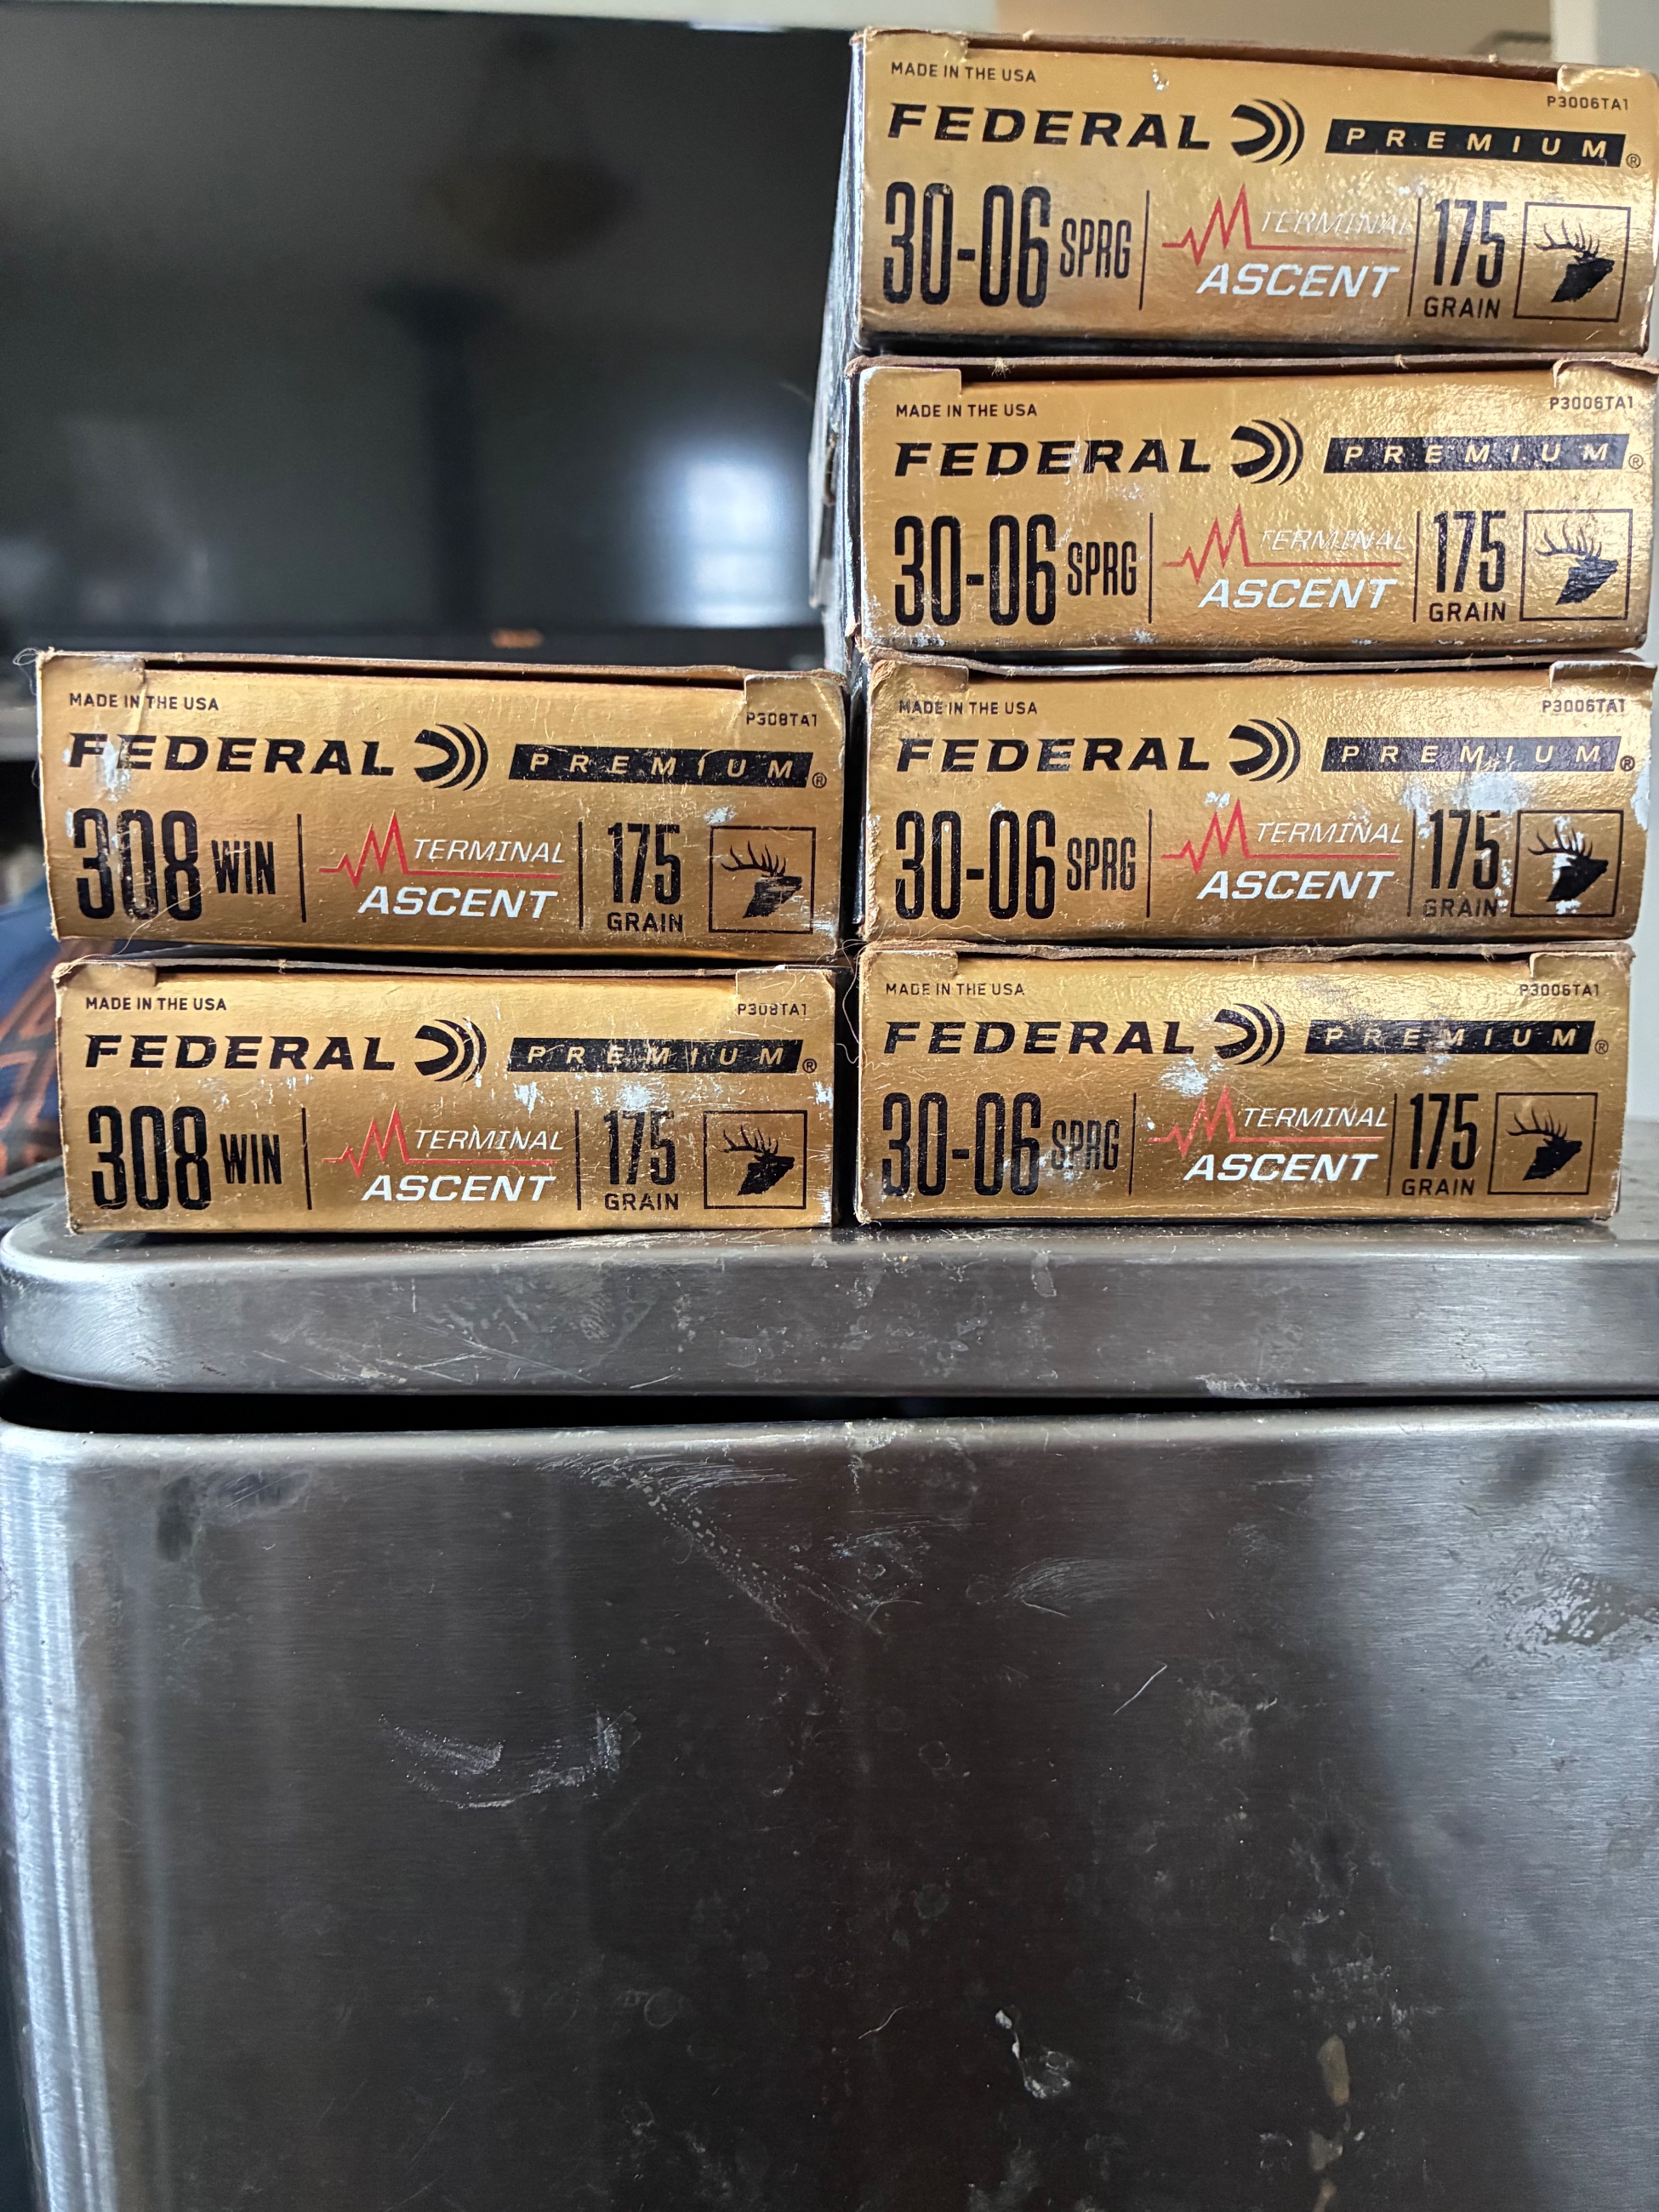 MADE IN THE USA
P3006TA1
FEDERAL PREMIUM®
30-06 SPRG TERMINAL ASCENT 175 GRAIN
MADE IN THE USA
P3006TA1
FEDERAL PREMIUM®
30-06 SPRG TERMINAL ASCENT 175 GRAIN
MADE IN THE USA
P308TA1
FEDERAL PREMIUM®
308 WIN TERMINAL ASCENT 175 GRAIN
MADE IN THE USA
P3006TA1
FEDERAL PREMIUM®
30-06 SPRG TERMINAL ASCENT 175 GRAIN
MADE IN THE USA
P308TA1
FEDERAL PREMIUM®
308 WIN TERMINAL ASCENT 175 GRAIN
MADE IN THE USA
P3006TA1
FEDERAL PREMIUM®
30-06 SPRG TERMINAL ASCENT 175 GRAIN